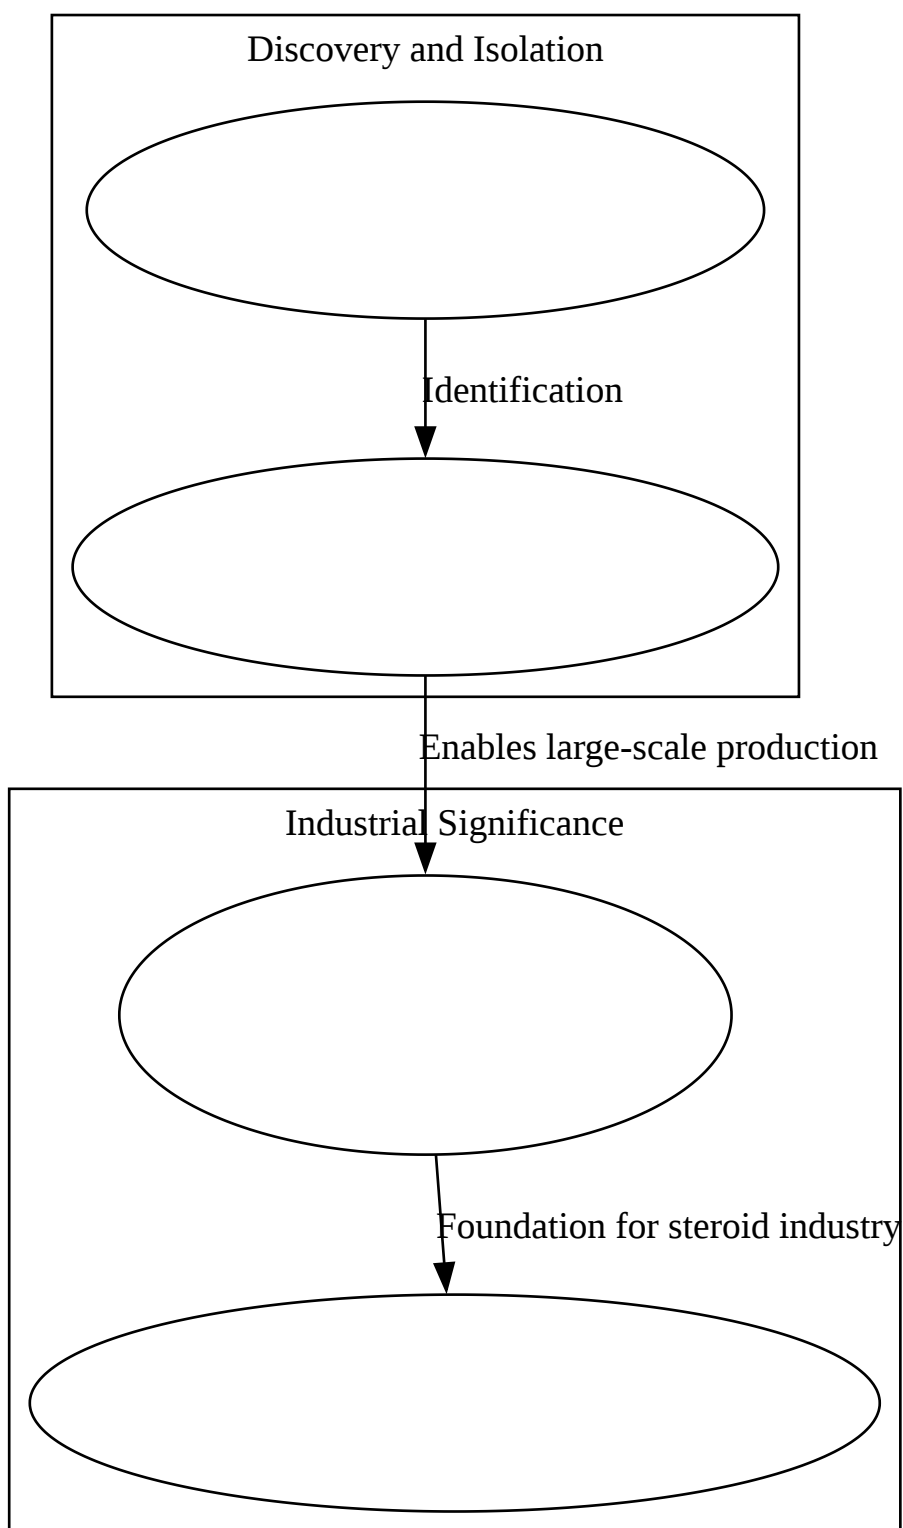 Discovery and Isolation
Identification
Enables large-scale production
Industrial Significance
Foundation for steroid industry